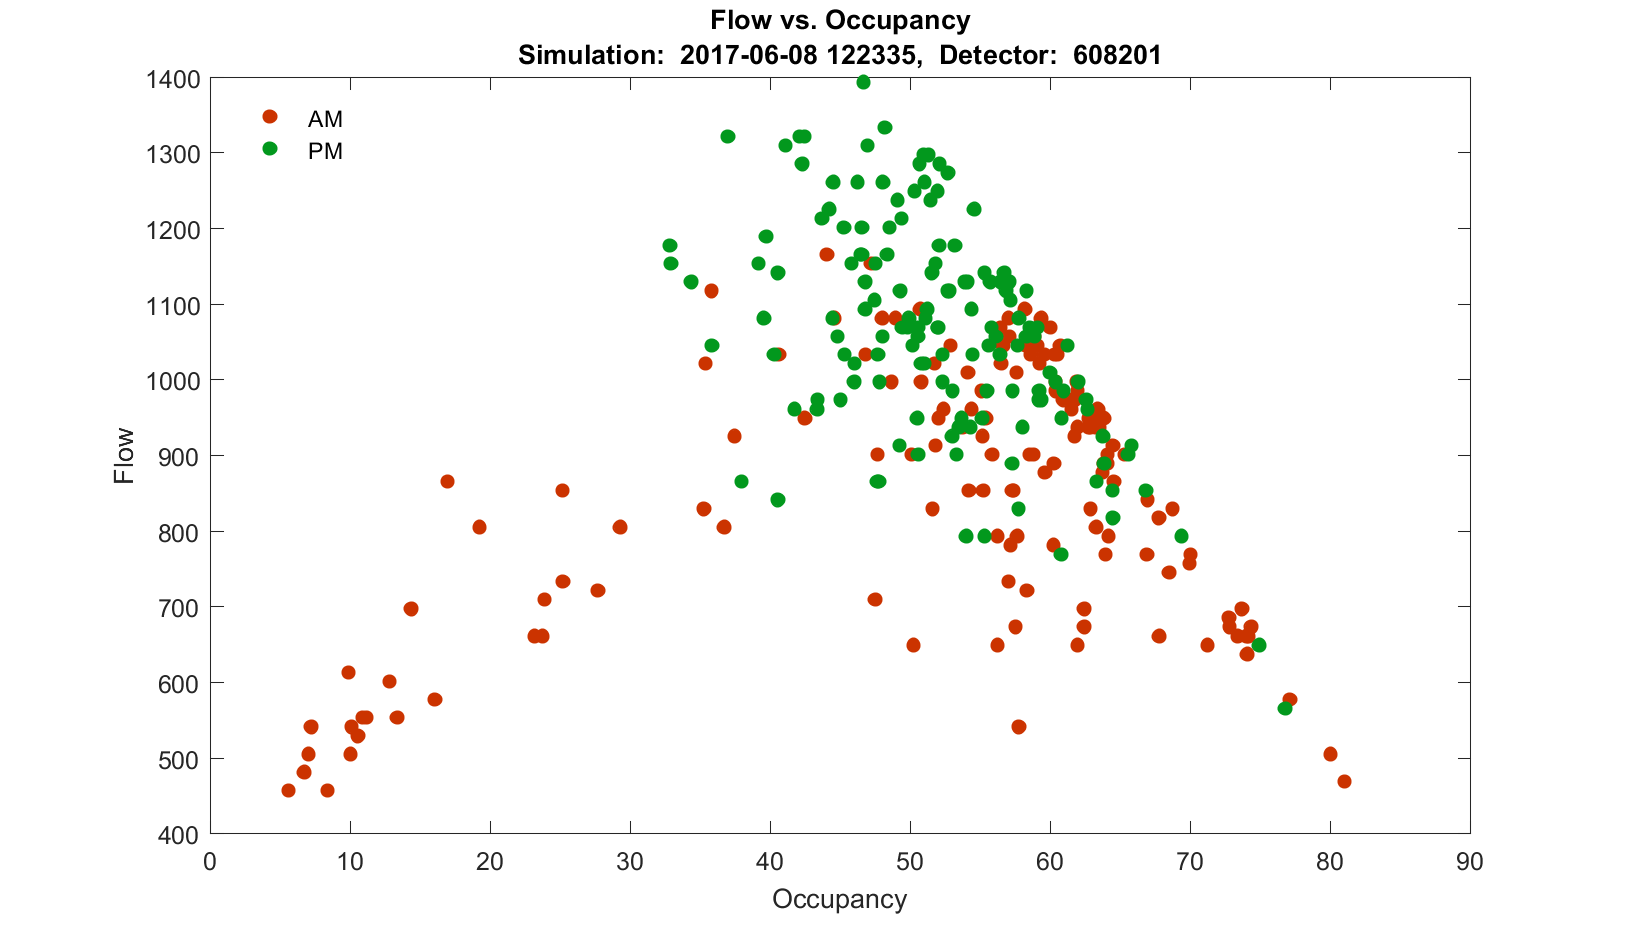 Flow vs. Occupancy
Simulation:  2017-06-08 122335,  Detector:  608201
1400
1300
1200
1100
1000
900
800
700
600
500
400
AM
PM
Flow
0 10 20 30 40 50 60 70 80 90
Occupancy